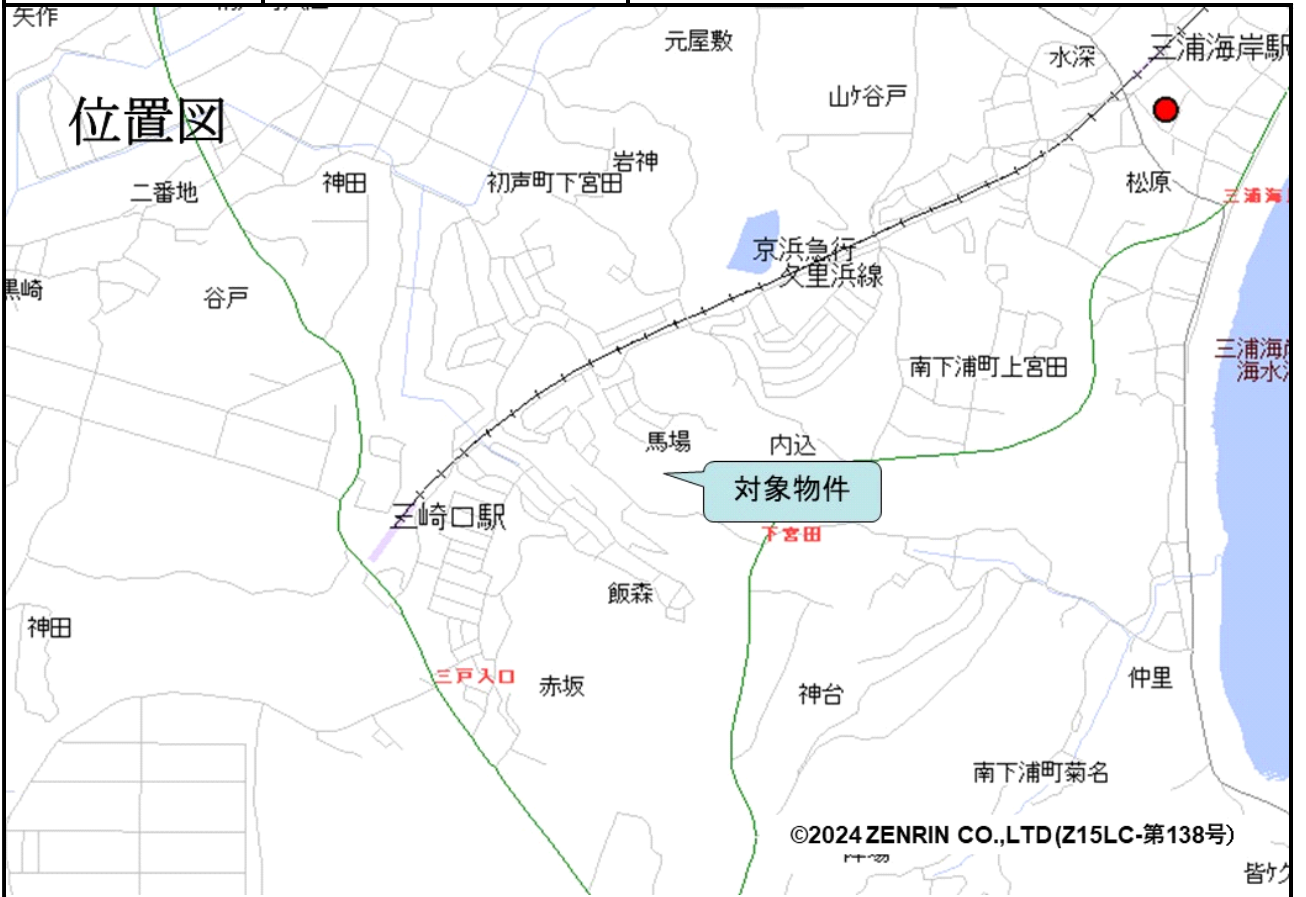 矢作
元屋敷
水深
三浦海岸駅
位置図
山ケ谷戸
岩神
二番地
神田
初声町下宮田
松原
三浦海
京浜急行
久里浜線
黒崎
谷戸
南下浦町上宮田
三浦海岸
海水
馬場
内込
対象物件
三崎口駅
下宮田
飯森
神田
三戸入口
赤坂
神台
仲里
南下浦町菊名
©2024 ZENRIN CO.,LTD(Z15LC-第138号)